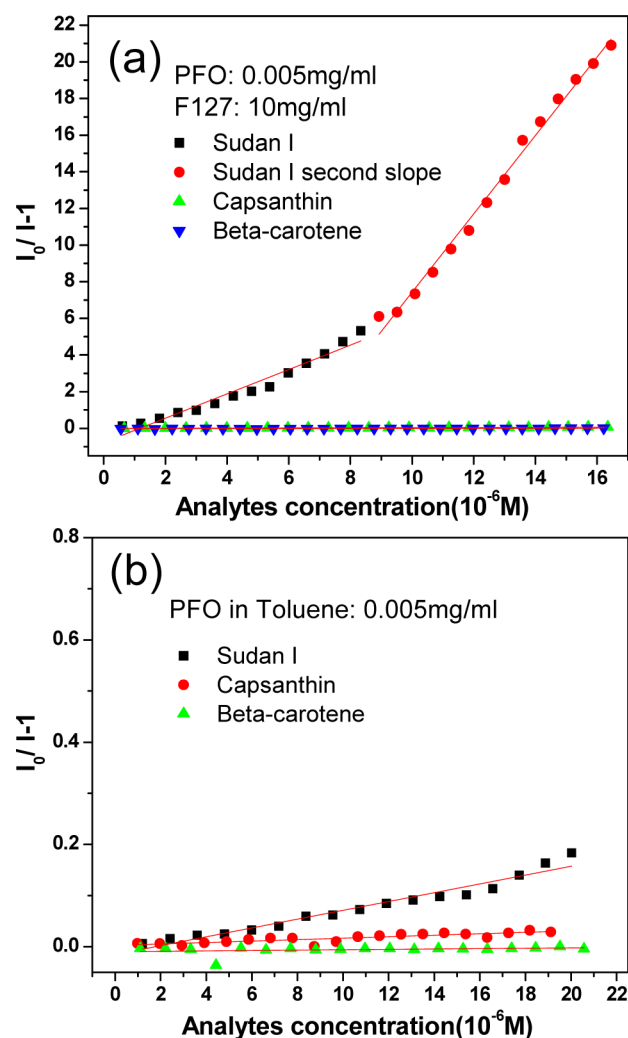 (a)
PFO: 0.005mg/ml
F127: 10mg/ml
Sudan I
Sudan I second slope
Capsanthin
Beta-carotene
I0/ I-1
22
20
18
16
14
12
10
8
6
4
2
0
0 2 4 6 8 10 12 14 16
Analytes concentration(10-6M)
(b)
PFO in Toluene: 0.005mg/ml
Sudan I
Capsanthin
Beta-carotene
I0/ I-1
0.8
0.6
0.4
0.2
0.0
0 2 4 6 8 10 12 14 16 18 20 22
Analytes concentration(10-6M)